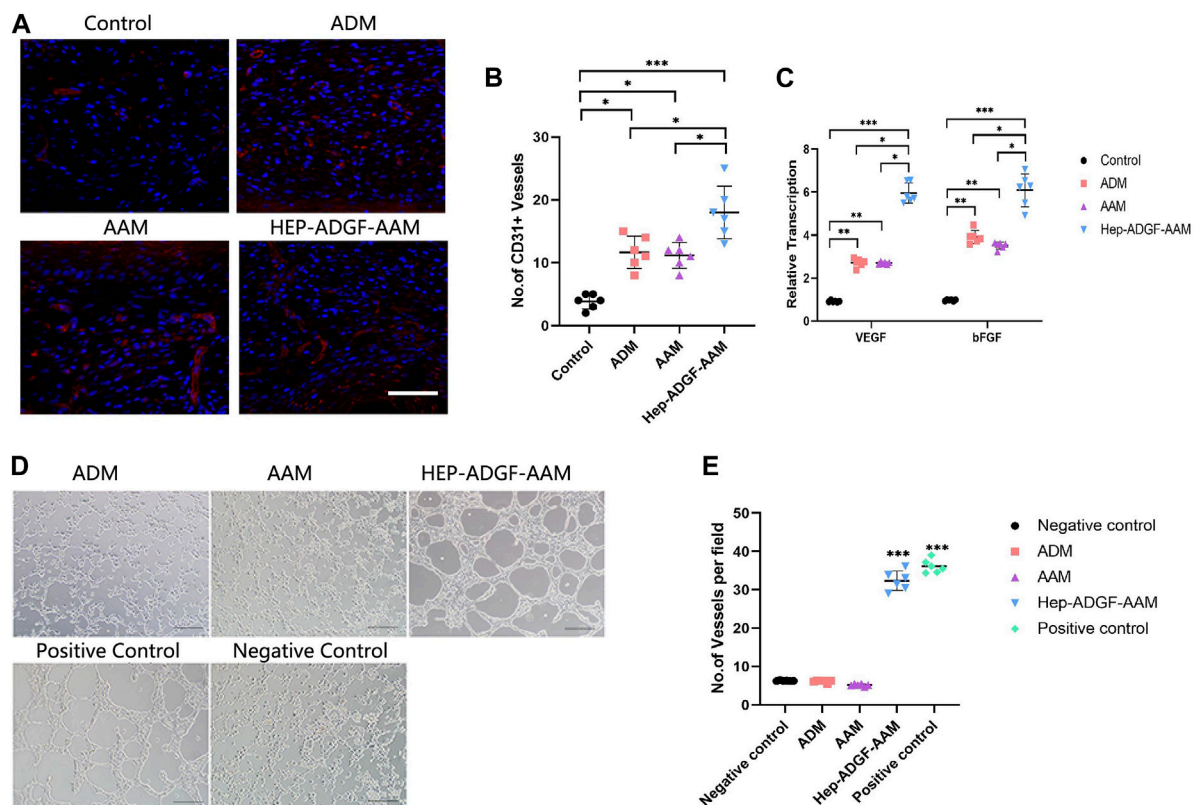 A
Control
ADM
AAM
HEP-ADGF-AAM
B
***
*
*
*
*
No.of CD31+ Vessels
30
20
10
0
Control
ADM
AAM
Hep-ADGF-AAM
C
***
***
*
*
*
*
**
**
**
**
Relative Transcription
8
6
4
2
0
VEGF
bFGF
Control
ADM
AAM
Hep-ADGF-AAM
D
ADM
AAM
HEP-ADGF-AAM
Positive Control
Negative Control
E
No.of Vessels per field
50
40
30
20
10
0
***
***
Negative control
ADM
AAM
Hep-ADGF-AAM
Positive control
Negative control
ADM
AAM
Hep-ADGF-AAM
Positive control